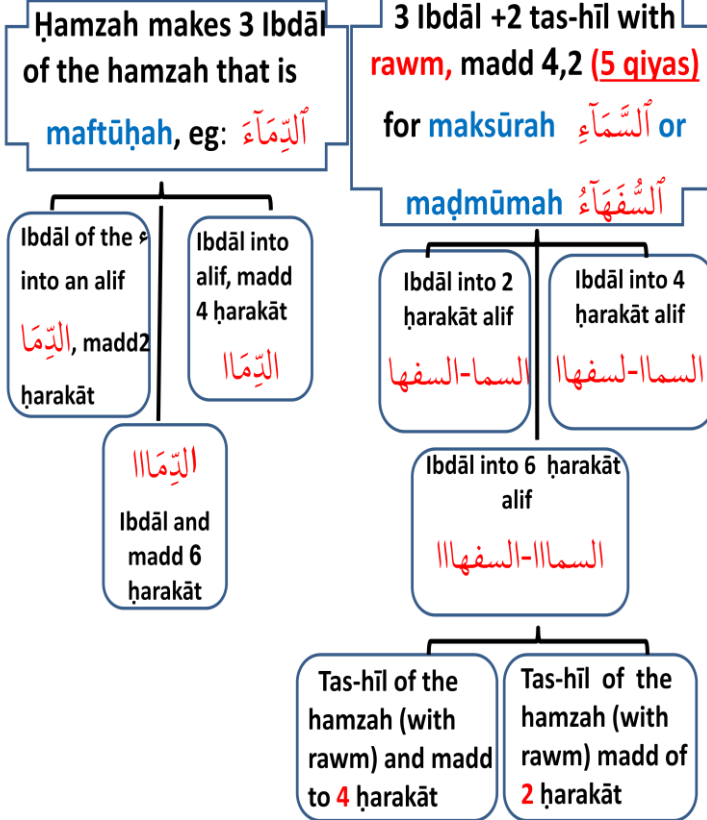 Ḥamzah makes 3 Ibdāl
of the hamzah that is
maftūḥah, eg: ٱلدِّمَآءَ
3 Ibdāl +2 tas-hīl with
rawm, madd 4,2 (5 qiyas)
for maksūrah ٱلسَّمَآءِ or
maḍmūmah ٱلسُّفَهَآءُ
Ibdāl of the ء
into an alif
الدِّمَا, madd2
ḥarakāt
Ibdāl into
alif, madd
4 ḥarakāt
الدِّمَاا
الدِّمَااا
Ibdāl and
madd 6
ḥarakāt
Ibdāl into 2
ḥarakāt alif
السما-السفها
Ibdāl into 4
ḥarakāt alif
السماا-لسفهاا
Ibdāl into 6 ḥarakāt
alif
السمااا-السفهااا
Tas-hīl of the
hamzah (with
rawm) and madd
to 4 ḥarakāt
Tas-hīl of the
hamzah (with
rawm) madd of
2 ḥarakāt